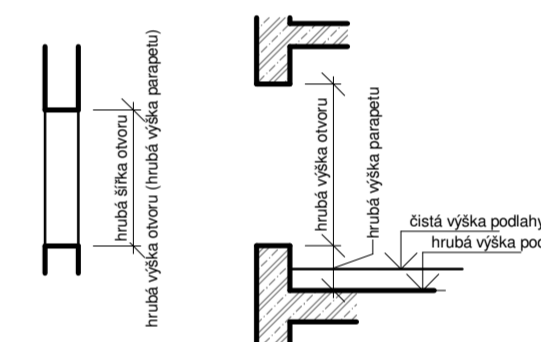 hrubá šířka otvoru
hrubá výška otvoru (hrubá výška parapetu)
hrubá výška otvoru
hrubá výška parapetu
čistá výška podlahy
hrubá výška